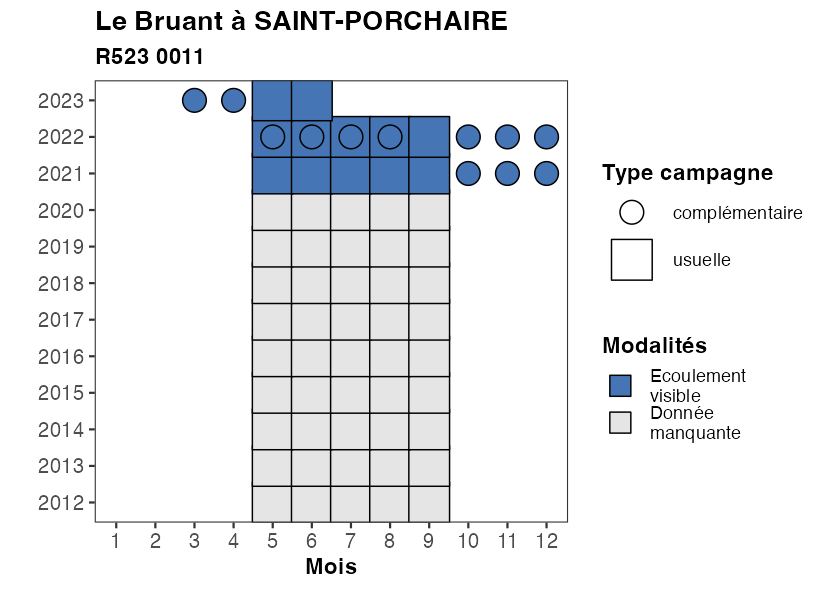 Le Bruant à SAINT-PORCHAIRE
R523 0011
2023
2022
2021
2020
2019
2018
2017
2016
2015
2014
2013
2012
1 2 3 4 5 6 7 8 9 10 11 12
Mois
Type campagne
complémentaire
usuelle
Modalités
Ecoulement
visible
Donnée
manquante